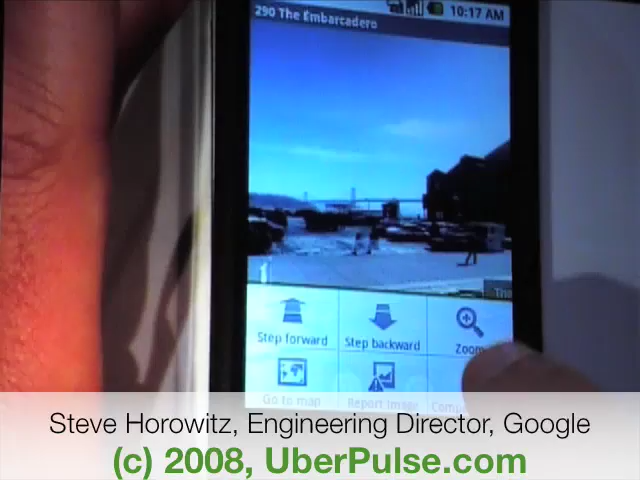 290 The Embarcadero
10:17 AM
Step forward
Step backward
Zoom
Go to map
Report image
Steve Horowitz, Engineering Director, Google
(c) 2008, UberPulse.com